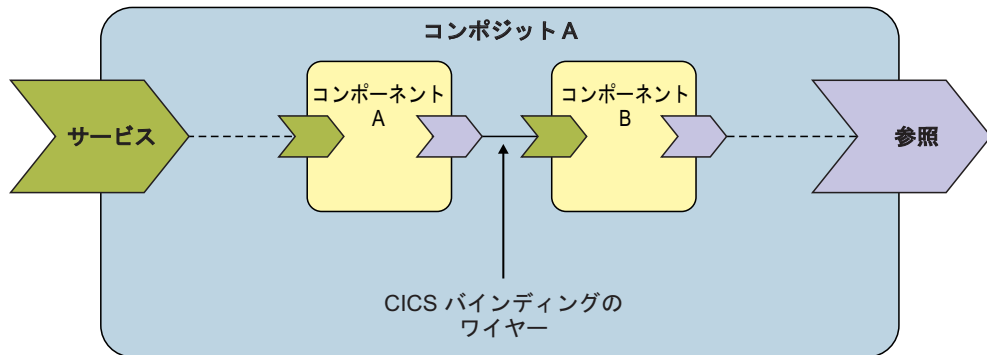 コンポジット A
サービス
コンポーネント
A
コンポーネント
B
参照
CICS バインディングの
ワイヤー